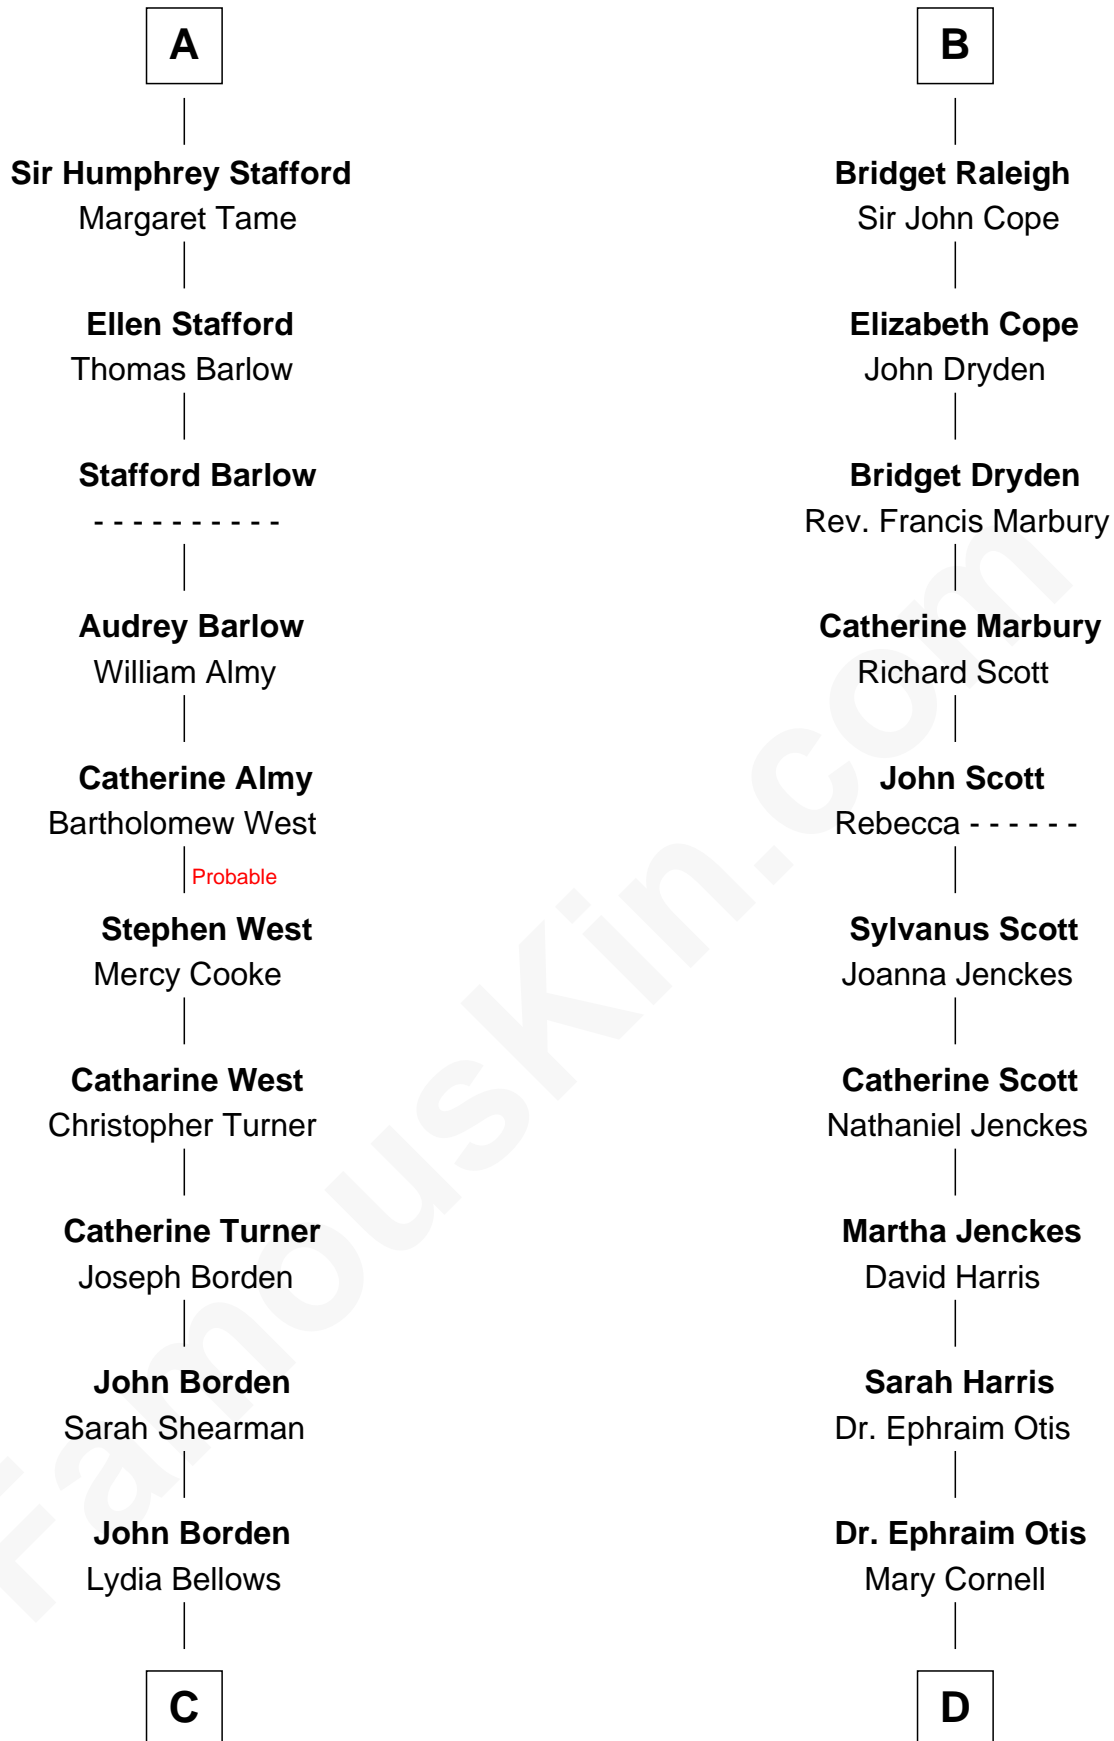 A
Sir Humphrey Stafford
Margaret Tame
Ellen Stafford
Thomas Barlow
Stafford Barlow
- - - - - - - - - -
Audrey Barlow
William Almy
Catherine Almy
Bartholomew West
Probable
Stephen West
Mercy Cooke
Catharine West
Christopher Turner
Catherine Turner
Joseph Borden
John Borden
Sarah Shearman
John Borden
Lydia Bellows
C
B
Bridget Raleigh
Sir John Cope
Elizabeth Cope
John Dryden
Bridget Dryden
Rev. Francis Marbury
Catherine Marbury
Richard Scott
John Scott
Rebecca - - - - - -
Sylvanus Scott
Joanna Jenckes
Catherine Scott
Nathaniel Jenckes
Martha Jenckes
David Harris
Sarah Harris
Dr. Ephraim Otis
Dr. Ephraim Otis
Mary Cornell
D
FamousKin.com